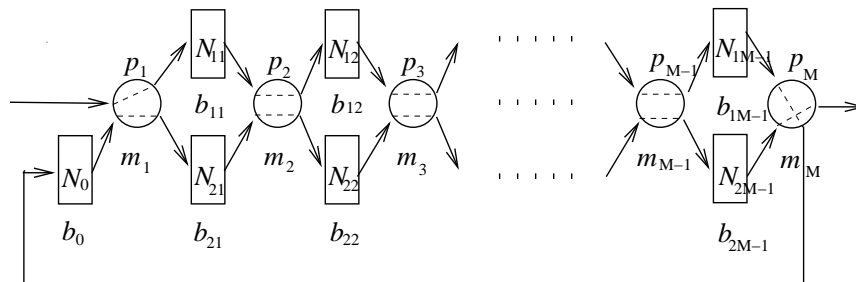 N₁₁ N₁₂ N₁M₋₁
p₁ p₂ p₃ pM₋₁ pM
b₁₁ b₁₂ b₁M₋₁
m₁ m₂ m₃ mM₋₁ mM
N₀ N₂₁ N₂₂ N₂M₋₁
b₀ b₂₁ b₂₂ b₂M₋₁